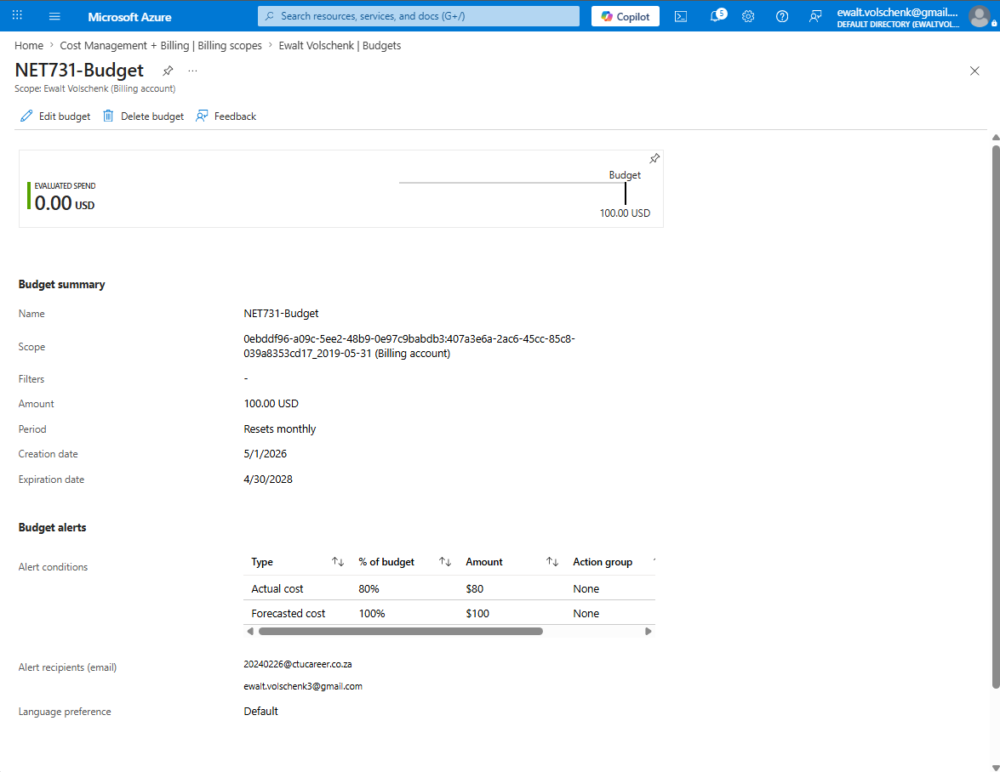 Microsoft Azure
Search resources, services, and docs (G+/)
Copilot
5
ewalt.volschenk@gmail....
DEFAULT DIRECTORY (EWALTVOL...
Home > Cost Management + Billing | Billing scopes > Ewalt Volschenk | Budgets
NET731-Budget ...
Scope: Ewalt Volschenk (Billing account)
Edit budget Delete budget Feedback
EVALUATED SPEND
0.00 USD
Budget
100.00 USD
Budget summary
Name NET731-Budget
Scope 0ebddf96-a09c-5ee2-48b9-0e97c9babdb3:407a3e6a-2ac6-45cc-85c8-
039a8353cd17_2019-05-31 (Billing account)
Filters -
Amount 100.00 USD
Period Resets monthly
Creation date 5/1/2026
Expiration date 4/30/2028
Budget alerts
Alert conditions
Type % of budget Amount Action group
Actual cost 80% $80 None
Forecasted cost 100% $100 None
Alert recipients (email) 20240226@ctucareer.co.za
ewalt.volschenk3@gmail.com
Language preference Default